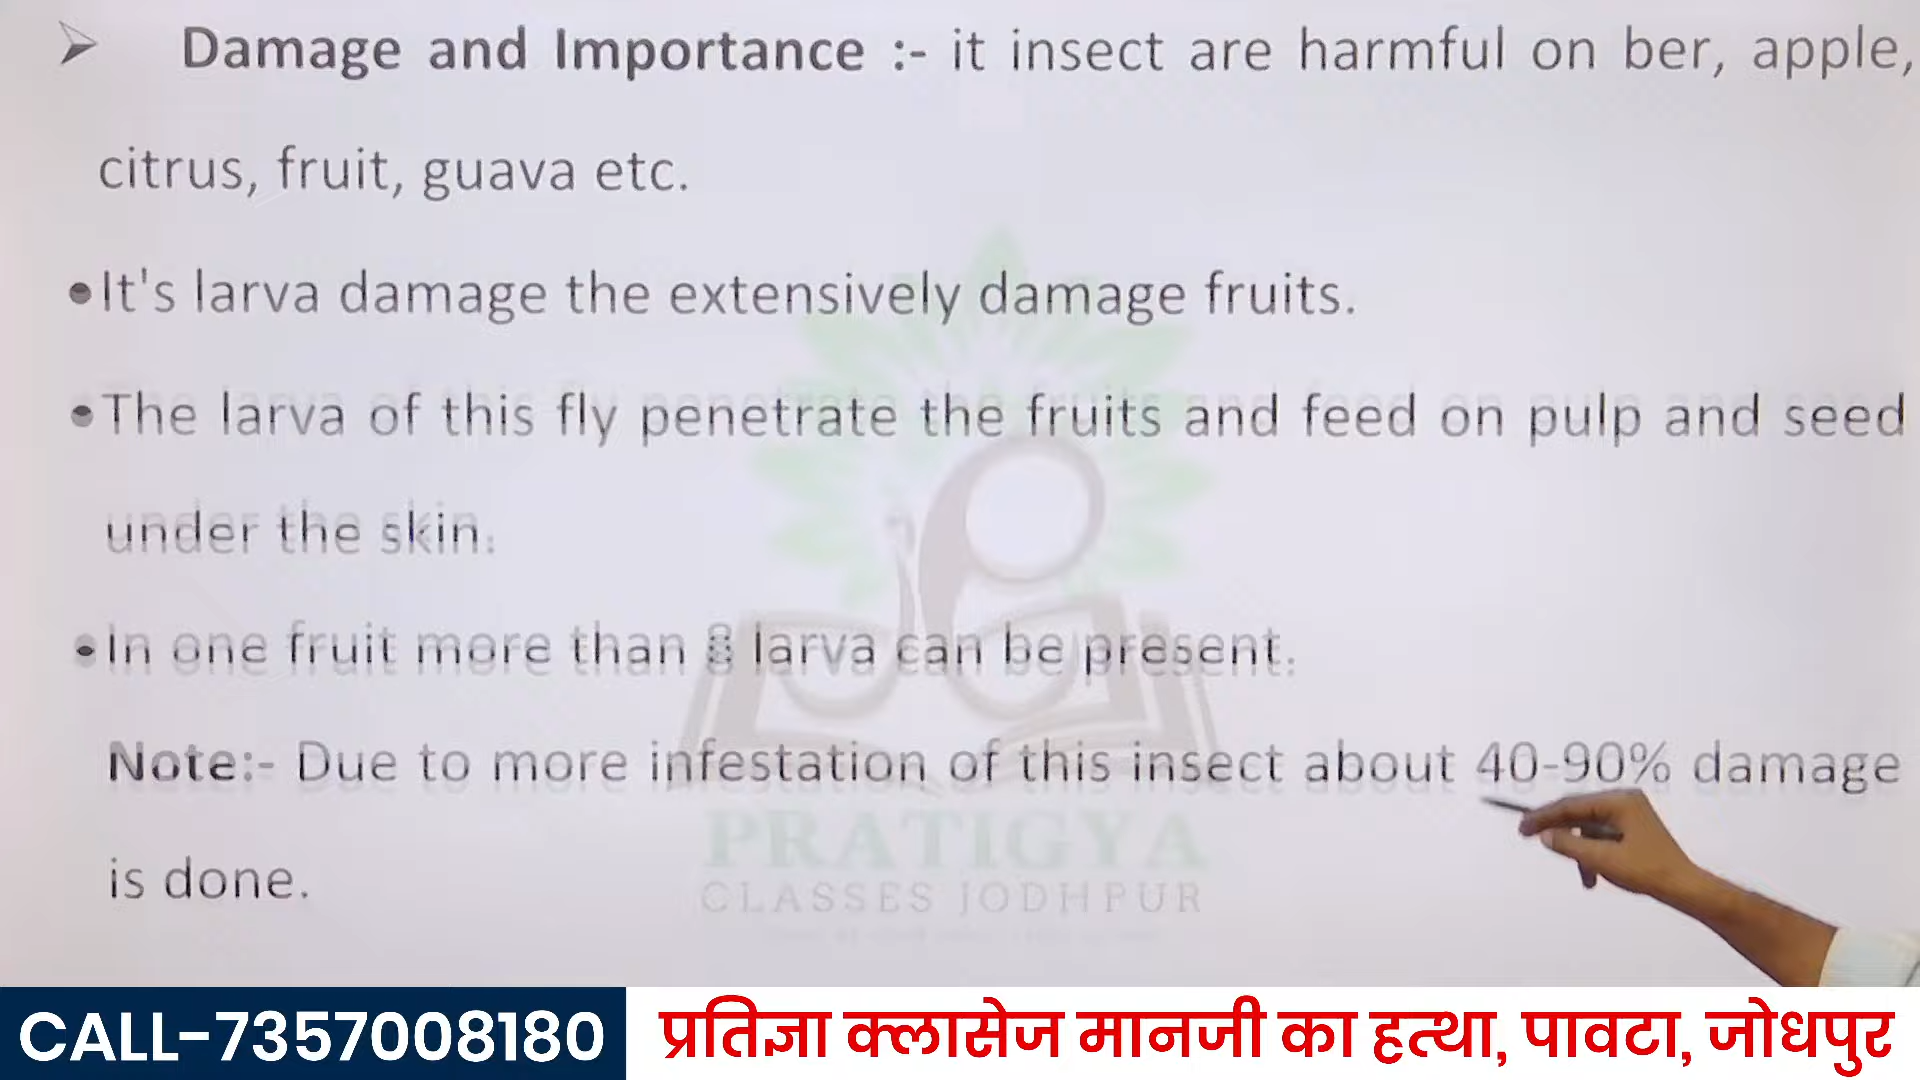 ➢ Damage and Importance :- it insect are harmful on ber, apple,
citrus, fruit, guava etc.
•It's larva damage the extensively damage fruits.
•The larva of this fly penetrate the fruits and feed on pulp and seed
under the skin.
•In one fruit more than 8 larva can be present.
Note:- Due to more infestation of this insect about 40-90% damage
is done.
PRATIGYA
CLASSES JODHPUR
CALL-7357008180
प्रतिज्ञा क्लासेज मानजी का हत्था, पावटा, जोधपुर